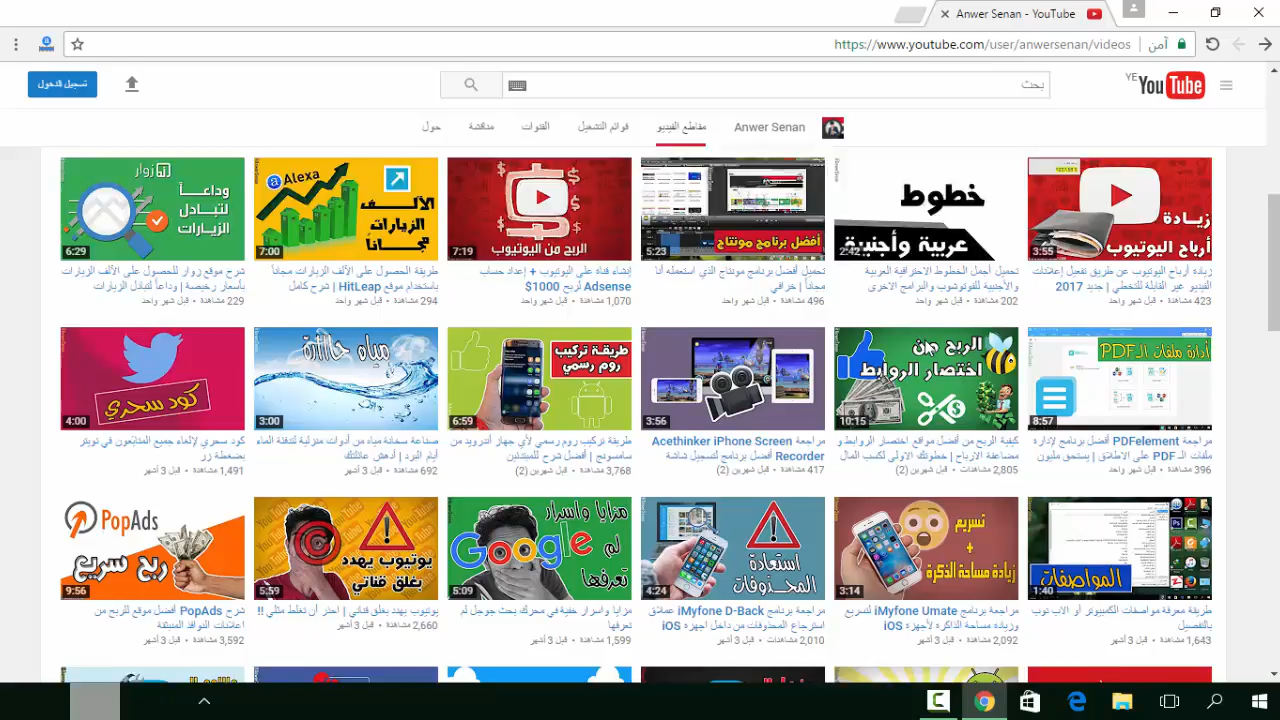 Anwer Senan - YouTube
https://www.youtube.com/user/anwersenan/videos
آمن
YouTube YE
بحث
تسجيل الدخول
Anwer Senan
مقاطع الفيديو
قوائم التشغيل
القنوات
مناقشة
حول
زيادة
أرباح اليوتيوب
3:55
خطوط
عربية وأجنبية
2:42
أفضل برنامج مونتاج
5:23
الربح من اليوتيوب
7:19
Alexa
الألف
الزيارات
مجاناً
7:00
زوار
وداعاً
لتبادل
الزيارات
6:29
زيادة أرباح اليوتيوب عن طريق تفعيل إعلانات
الفيديو غير القابلة للتخطي | جديد 2017
423 مشاهدة • قبل شهر واحد
تحميل أجمل الخطوط الاحترافية العربية
والأجنبية للفوتوشوب والبرامج الاخرى
202 مشاهدة • قبل شهر واحد
تحميل أفضل برنامج مونتاج الذي استعمله أنا
مجاناً | خرافي
496 مشاهدة • قبل شهر واحد
إنشاء قناة على اليوتيوب + إعداد حساب
Adsense لربح 1000$
1,070 مشاهدة • قبل شهر واحد
طريقة الحصول على الألف الزيارات مجاناً
باستخدام موقع HitLeap | شرح كامل
294 مشاهدة • قبل شهر واحد
شرح موقع زوار للحصول على الألف الزيارات
بأسعار رخيصة | وداعاً لتبادل الزيارات
229 مشاهدة • قبل شهر واحد
إدارة ملفات الـPDF
8:57
الربح من
اختصار الروابط
10:15
3:56
طريقة تركيب
روم رسمي
6:59
مياه حارة
3:00
كود سحري
4:00
مراجعة PDFelement أفضل برنامج لإدارة
ملفات الـ PDF على الاطلاق | يستحق مليون
396 مشاهدة • قبل شهر واحد
كيفية الربح من أفضل مواقع اختصار الروابط و
مضاعفة الارباح | خطوتك الاولى لكسب المال
2,805 مشاهدات • قبل شهرين (2)
مراجعة Acethinker iPhone Screen
Recorder أفضل برنامج لتسجيل شاشة
417 مشاهدة • قبل شهرين (2)
طريقة تركيب روم رسمي لأي جهاز أندرويد من
سامسونج | أفضل شرح للمبتدئين
3,768 مشاهدة • قبل شهرين (2)
صناعة سخانة مياه من أدوات منزلية لتدفئة الماء
أيام البرد | أدهش عائلتك
692 مشاهدة • قبل 3 أشهر
كود سحري لإلغاء جميع المتابَعون في تويتر
بضغطة زر
1,491 مشاهدة • قبل 3 أشهر
المواصفات
1:40
تسريع
+
زيادة مساحة الذاكرة
3:14
استعادة
المحذوفات
4:24
مزايا واسرار
Google
لم تعرفها
3:09
يوتيوب يهدد
بغلق قناتي
5:59
PopAds
ربح سريع
9:56
طريقة معرفة مواصفات الكمبيوتر أو الاب توب
بالتفصيل
1,643 مشاهدة • قبل 3 أشهر
مراجعة برنامج iMyfone Umate لتسريع
وزيادة مساحة الذاكرة لأجهزة iOS
2,092 مشاهدة • قبل 3 أشهر
مراجعة برنامج iMyfone D-Back عملاق
استرجاع المحذوفات من داخل اجهزة iOS
2,010 مشاهدات • قبل 3 أشهر
مزايا واسرار خفية في محرك بحث جوجل لم
تعرفها
1,599 مشاهدة • قبل 3 أشهر
يوتيوب يهدد بغلق قناتي | احذر أن تغلط مثلي !!
2,660 مشاهدة • قبل 3 أشهر
شرح PopAds أفضل موقع للربح من
اعلانات النوافذ المنبثقة
3,592 مشاهدة • قبل 3 أشهر